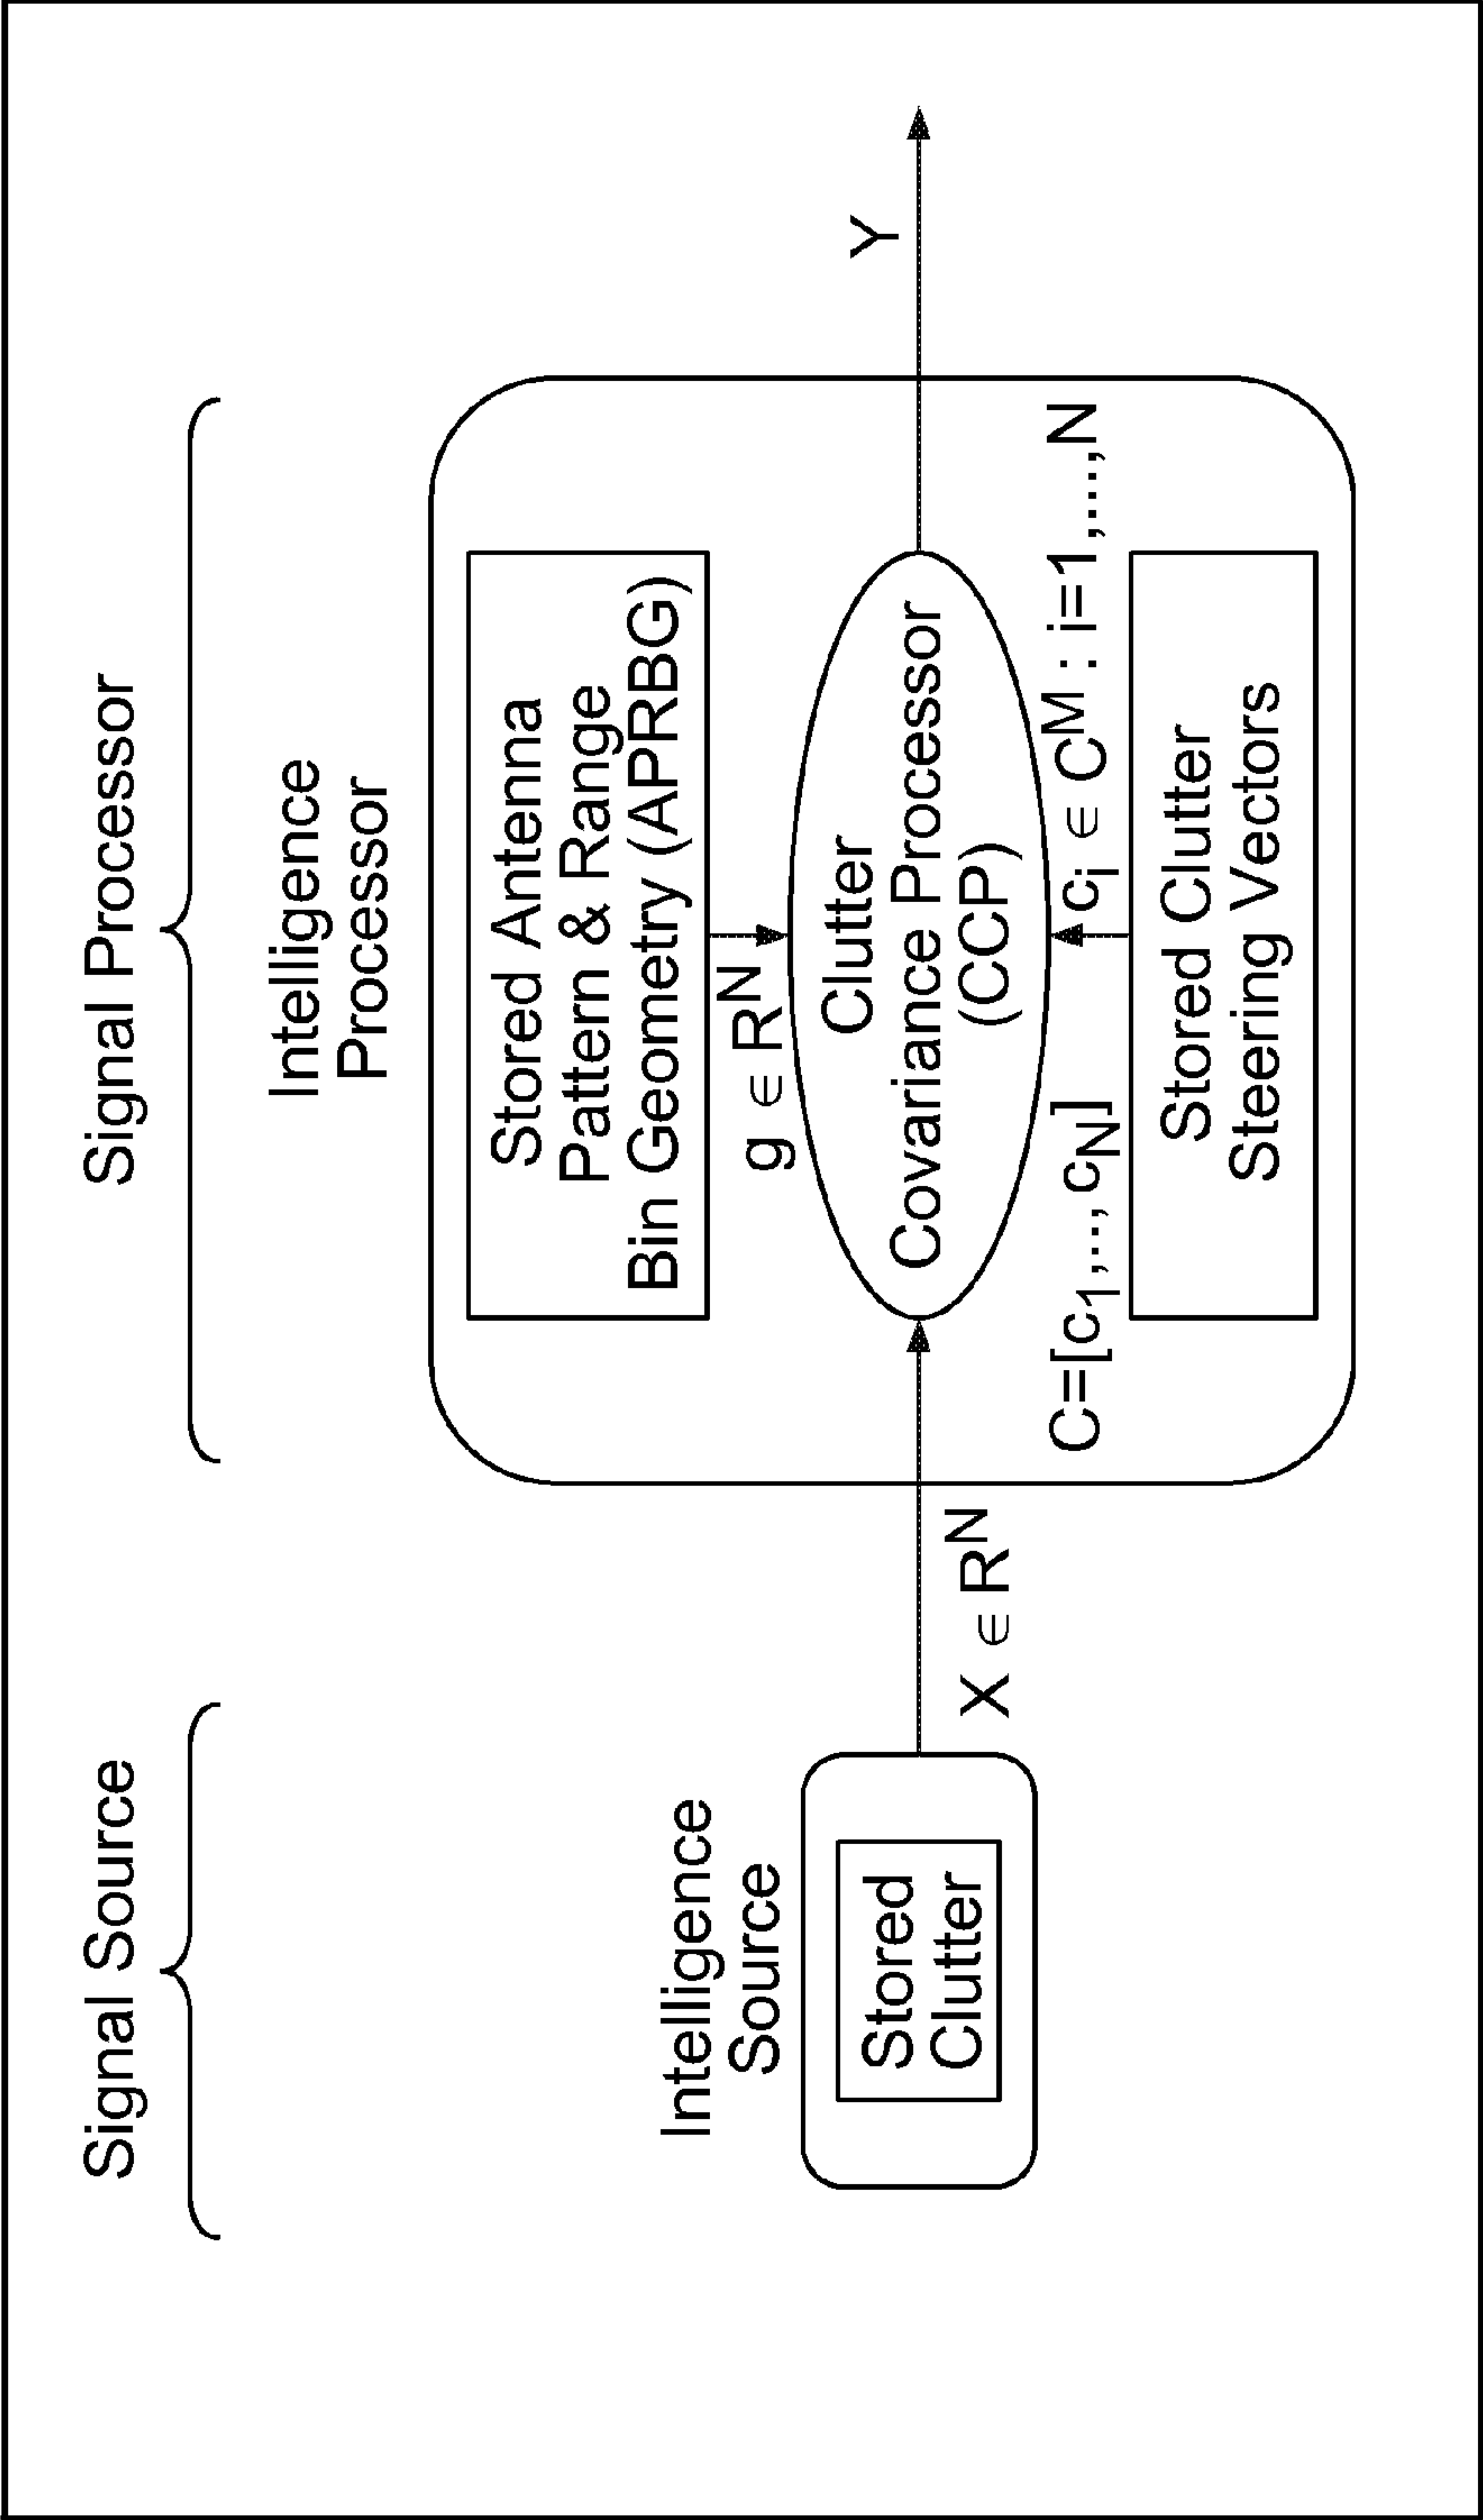 Signal Source
Signal Processor
Intelligence
Source
Stored
Clutter
X ∈ R^N
Intelligence
Processor
Stored Antenna
Pattern & Range
Bin Geometry (APRBG)
g ∈ R^N
Clutter
Covariance Processor
(CCP)
C=[c_1,..,c_N]
c_i ∈ C^M : i=1,...,N
Stored Clutter
Steering Vectors
Y